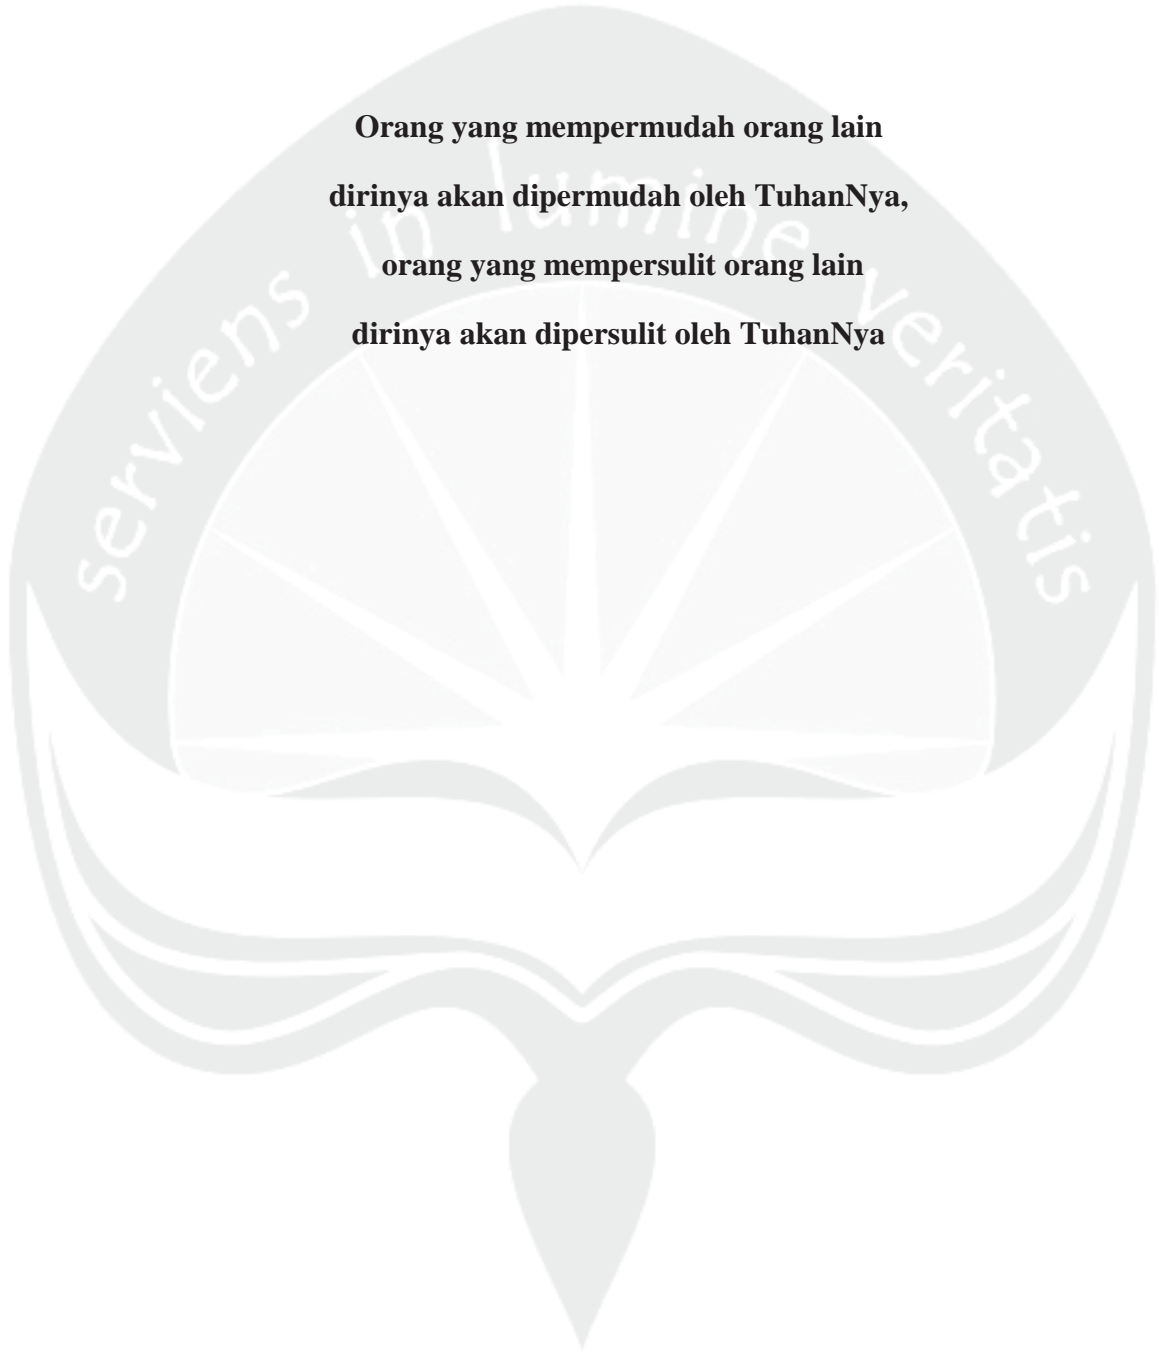 Orang yang mempermudah orang lain
dirinya akan dipermudah oleh TuhanNya,
orang yang mempersulit orang lain
dirinya akan dipersulit oleh TuhanNya
serviens in lumine veritatis